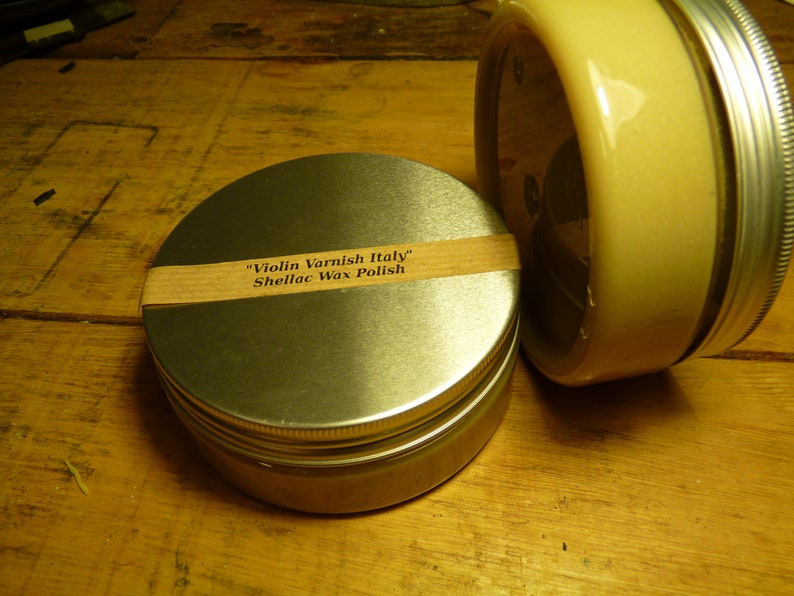 "Violin Varnish Italy"
Shellac Wax Polish